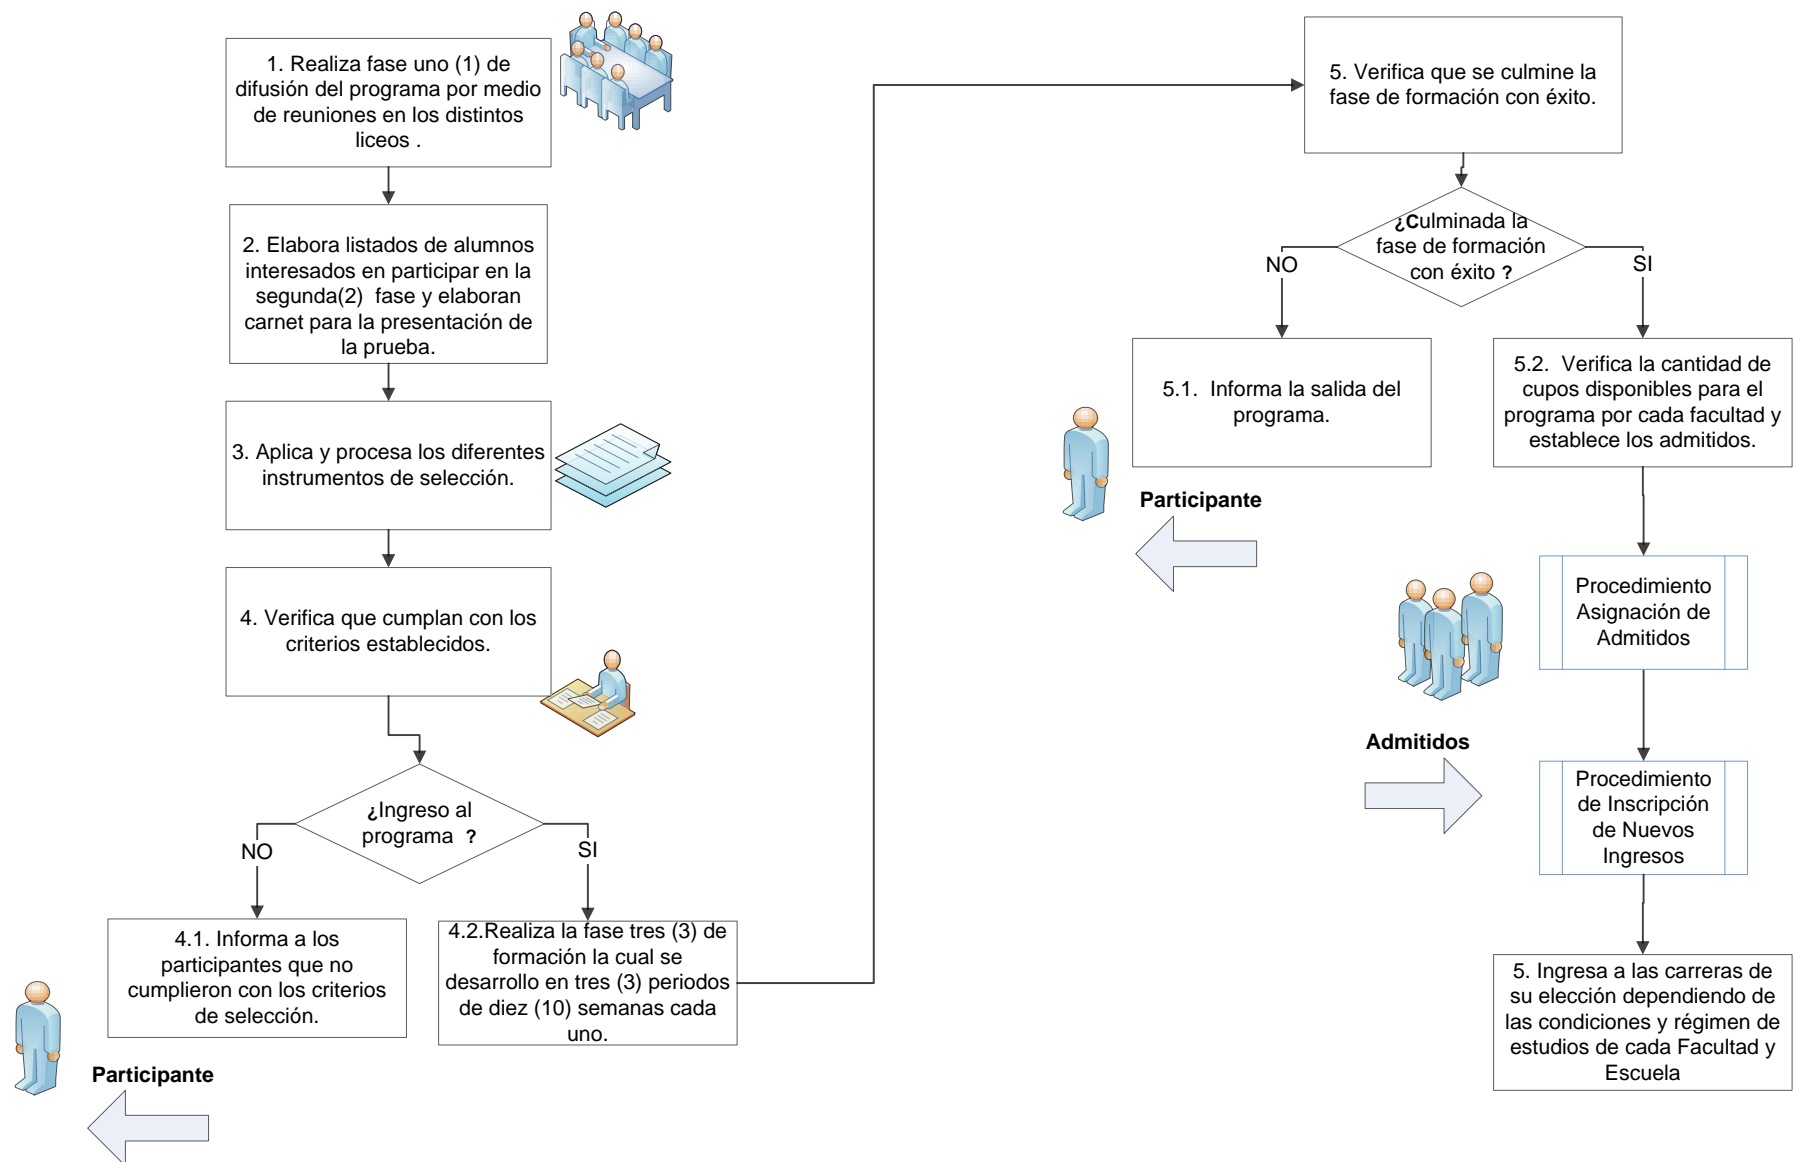 1. Realiza fase uno (1) de
difusión del programa por medio
de reuniones en los distintos
liceos .
2. Elabora listados de alumnos
interesados en participar en la
segunda(2) fase y elaboran
carnet para la presentación de
la prueba.
3. Aplica y procesa los diferentes
instrumentos de selección.
4. Verifica que cumplan con los
criterios establecidos.
¿Ingreso al
programa ?
NO
SI
4.1. Informa a los
participantes que no
cumplieron con los criterios
de selección.
4.2.Realiza la fase tres (3) de
formación la cual se
desarrollo en tres (3) periodos
de diez (10) semanas cada
uno.
Participante
5. Verifica que se culmine la
fase de formación con éxito.
¿Culminada la
fase de formación
con éxito ?
NO
SI
5.1. Informa la salida del
programa.
Participante
5.2. Verifica la cantidad de
cupos disponibles para el
programa por cada facultad y
establece los admitidos.
Procedimiento
Asignación de
Admitidos
Admitidos
Procedimiento
de Inscripción
de Nuevos
Ingresos
5. Ingresa a las carreras de
su elección dependiendo de
las condiciones y régimen de
estudios de cada Facultad y
Escuela